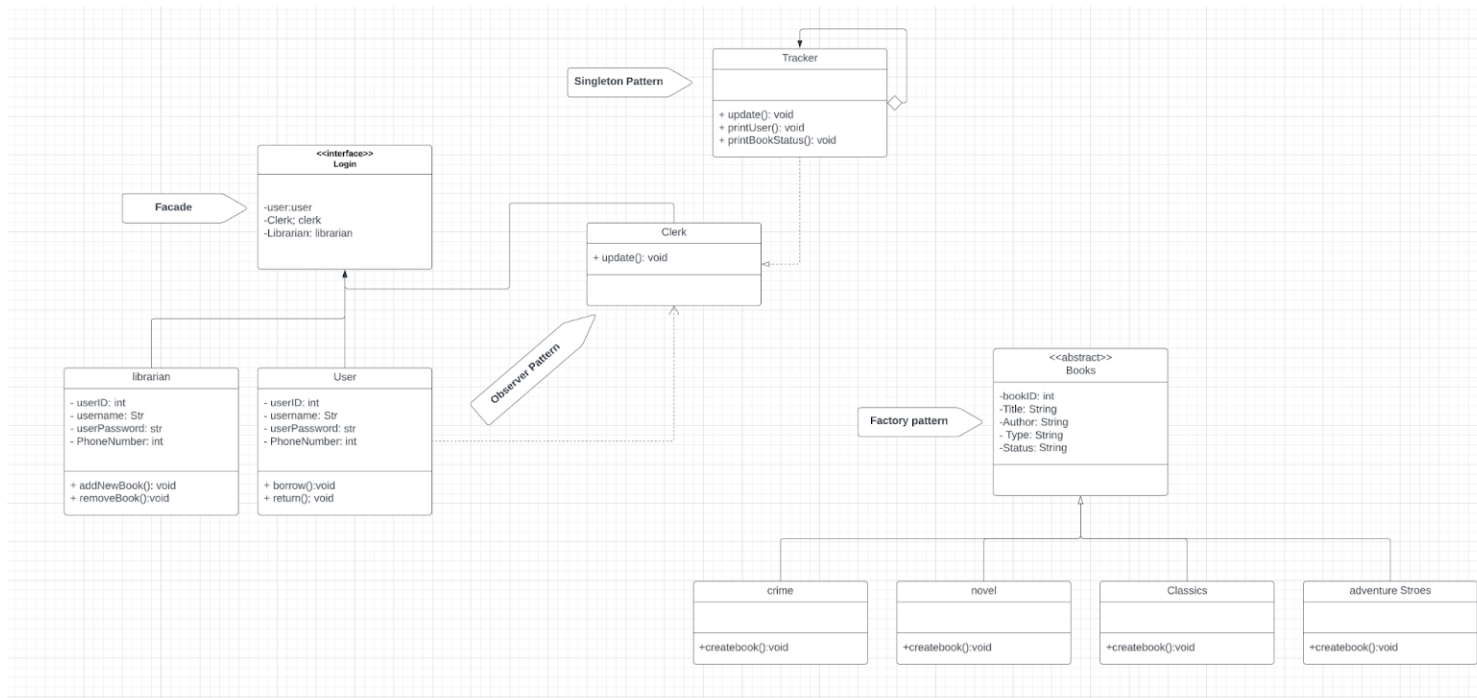 Tracker
Singleton Pattern
+ update(): void
+ printUser(): void
+ printBookStatus(): void
<<interface>>
Login
Facade
-user:user
-Clerk; clerk
-Librarian: librarian
Clerk
+ update(): void
Observer Pattern
librarian
- userID: int
- username: Str
- userPassword: str
- PhoneNumber: int
+ addNewBook(): void
+ removeBook():void
User
- userID: int
- username: Str
- userPassword: str
- PhoneNumber: int
+ borrow():void
+ return(); void
<<abstract>>
Books
Factory pattern
-bookID: int
-Title: String
-Author: String
- Type: String
-Status: String
crime
+createbook():void
novel
+createbook():void
Classics
+createbook():void
adventure Stroes
+createbook():void